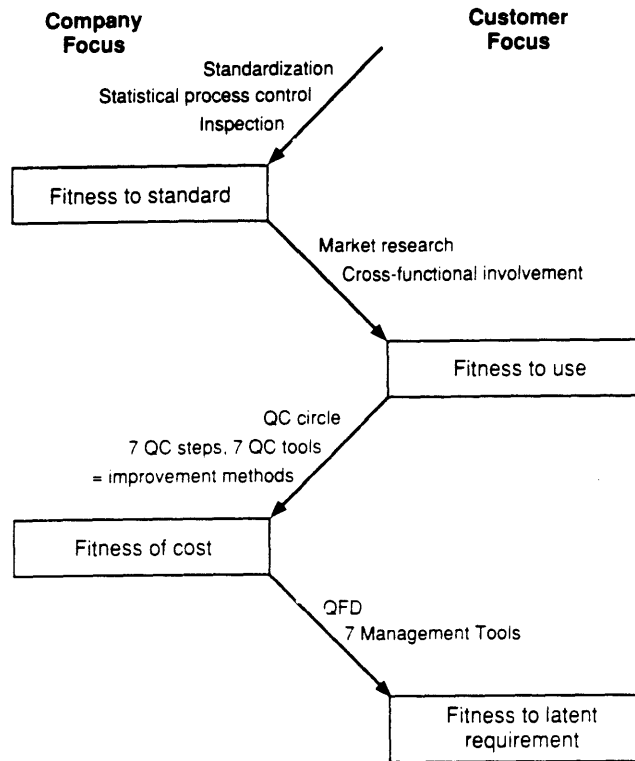 Company
Focus
Customer
Focus
Standardization
Statistical process control
Inspection
Fitness to standard
Market research
Cross-functional involvement
Fitness to use
QC circle
7 QC steps, 7 QC tools
= improvement methods
Fitness of cost
QFD
7 Management Tools
Fitness to latent
requirement